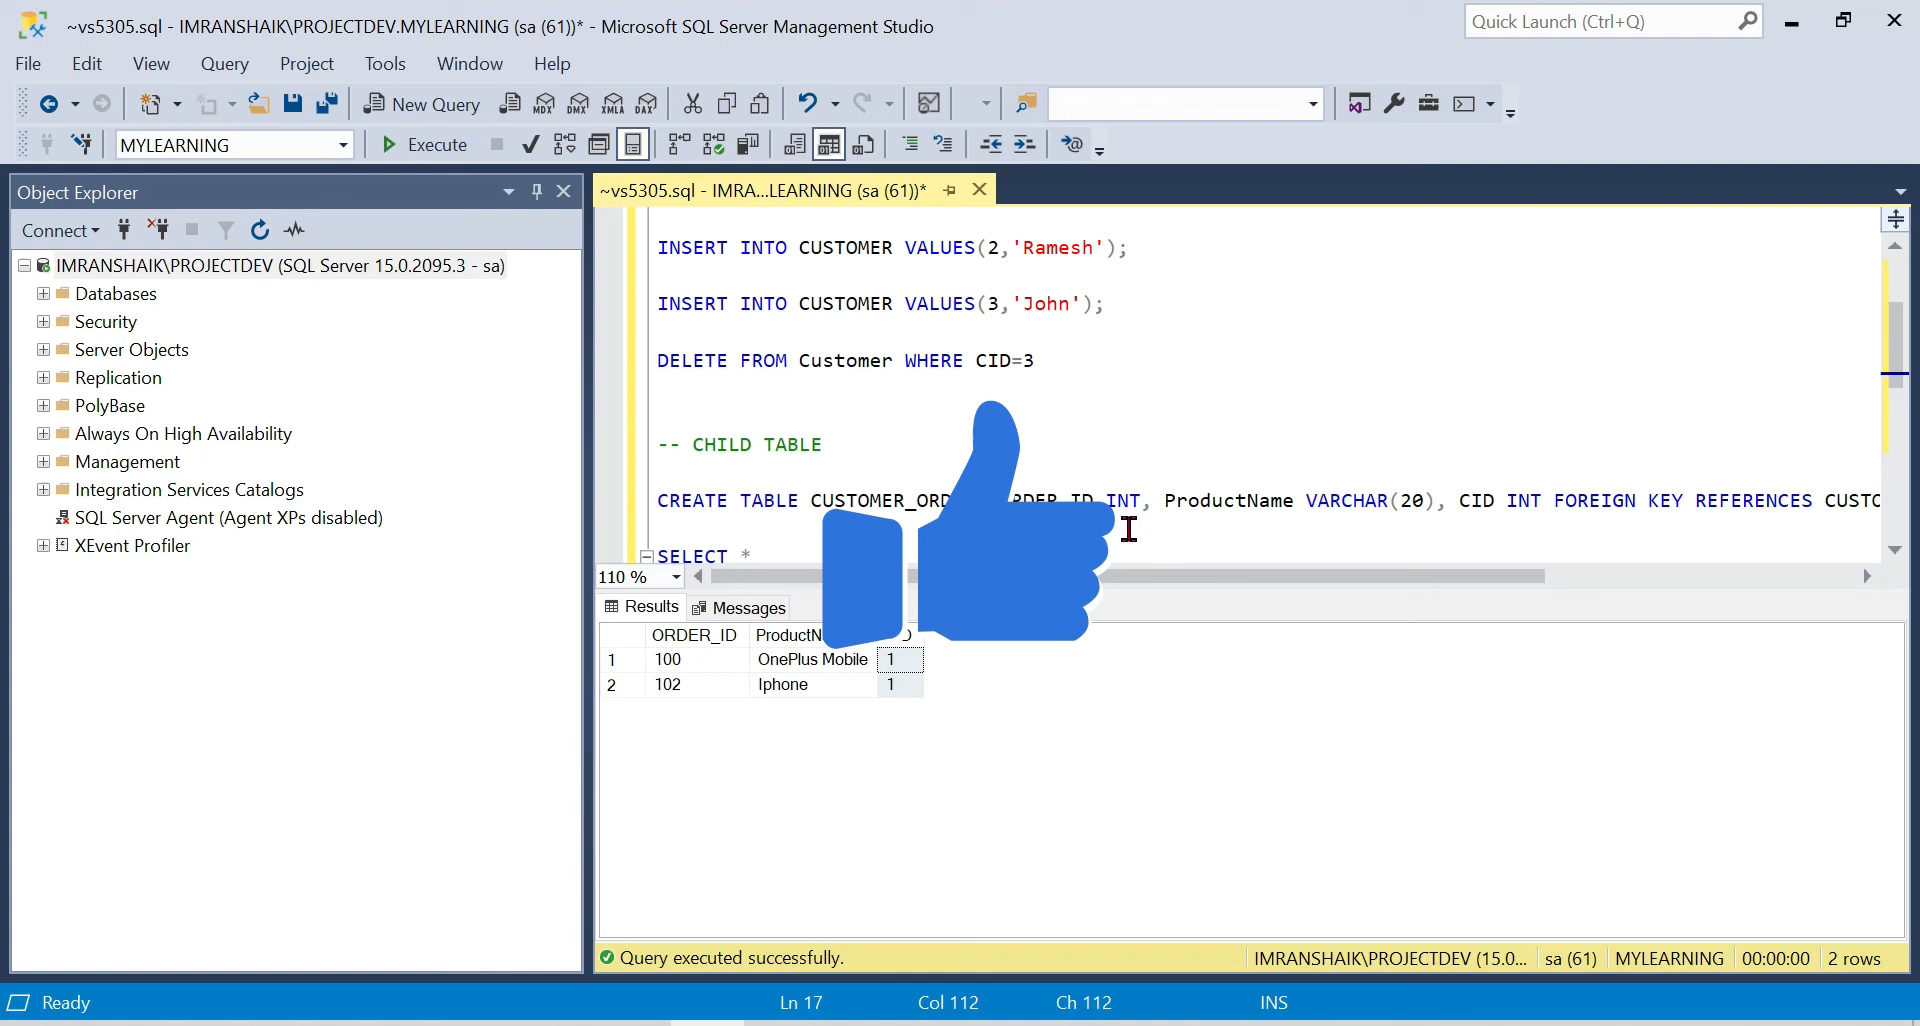 ~vs5305.sql - IMRANSHAIK\PROJECTDEV.MYLEARNING (sa (61))* - Microsoft SQL Server Management Studio
Quick Launch (Ctrl+Q)
File Edit View Query Project Tools Window Help
New Query MDX DMX XMLA DAX
MYLEARNING Execute
Object Explorer
~vs5305.sql - IMRA...LEARNING (sa (61))*
Connect
IMRANSHAIK\PROJECTDEV (SQL Server 15.0.2095.3 - sa)
Databases
Security
Server Objects
Replication
PolyBase
Always On High Availability
Management
Integration Services Catalogs
SQL Server Agent (Agent XPs disabled)
XEvent Profiler
INSERT INTO CUSTOMER VALUES(2,'Ramesh');
INSERT INTO CUSTOMER VALUES(3,'John');
DELETE FROM Customer WHERE CID=3
-- CHILD TABLE
CREATE TABLE CUSTOMER_ORD RDER_ID INT, ProductName VARCHAR(20), CID INT FOREIGN KEY REFERENCES CUSTO
SELECT *
110 %
Results Messages
ORDER_ID ProductN D
1 100 OnePlus Mobile 1
2 102 Iphone 1
Query executed successfully. IMRANSHAIK\PROJECTDEV (15.0... sa (61) MYLEARNING 00:00:00 2 rows
Ready Ln 17 Col 112 Ch 112 INS